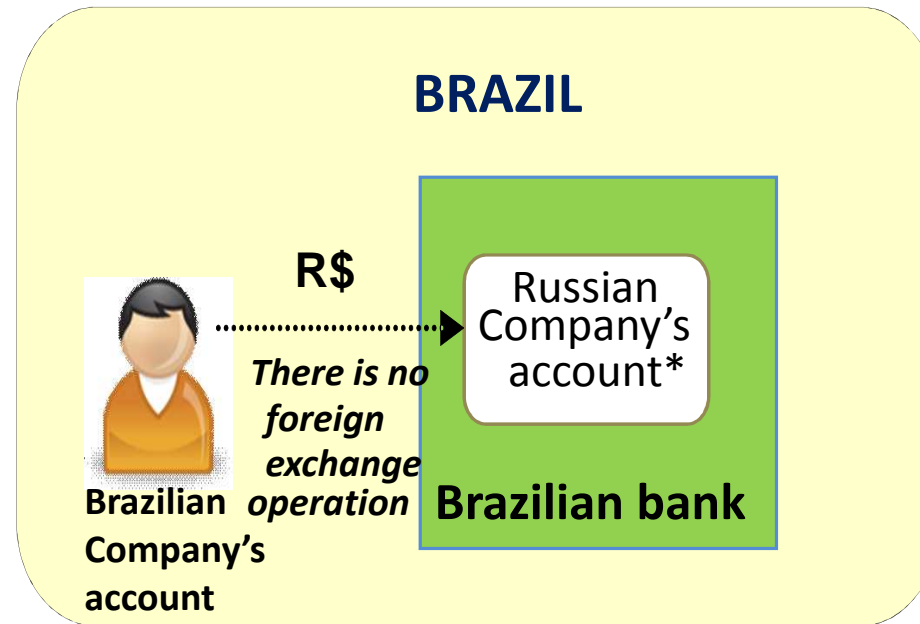 BRAZIL
R$
There is no
foreign
exchange
operation
Russian
Company’s
account*
Brazilian bank
Brazilian
Company’s
account